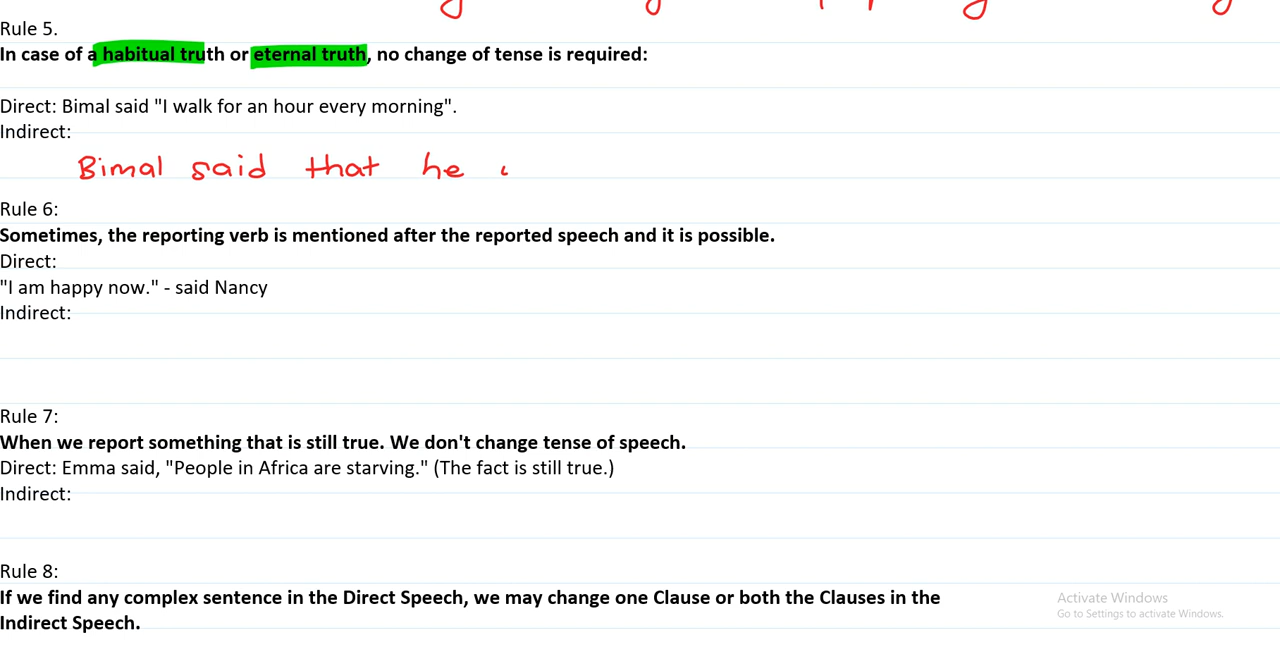 Rule 5.
In case of a habitual truth or eternal truth, no change of tense is required:
Direct: Bimal said "I walk for an hour every morning".
Indirect:
Bimal said that he
Rule 6:
Sometimes, the reporting verb is mentioned after the reported speech and it is possible.
Direct:
"I am happy now." - said Nancy
Indirect:
Rule 7:
When we report something that is still true. We don't change tense of speech.
Direct: Emma said, "People in Africa are starving." (The fact is still true.)
Indirect:
Rule 8:
If we find any complex sentence in the Direct Speech, we may change one Clause or both the Clauses in the
Indirect Speech.
Activate Windows
Go to Settings to activate Windows.